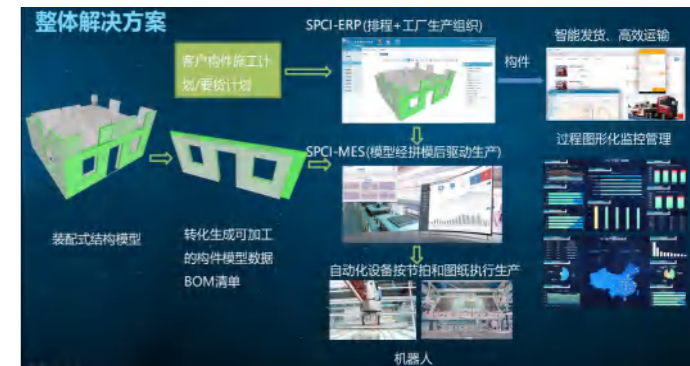 整体解决方案
SPCI-ERP(排程+工厂生产组织)
智能发货、高效运输
客户构件施工计
划/要货计划
构件
SPCI-MES(模型经拼模后驱动生产)
过程图形化监控管理
装配式结构模型
转化生成可加工
的构件模型数据
BOM清单
自动化设备按节拍和图纸执行生产
机器人